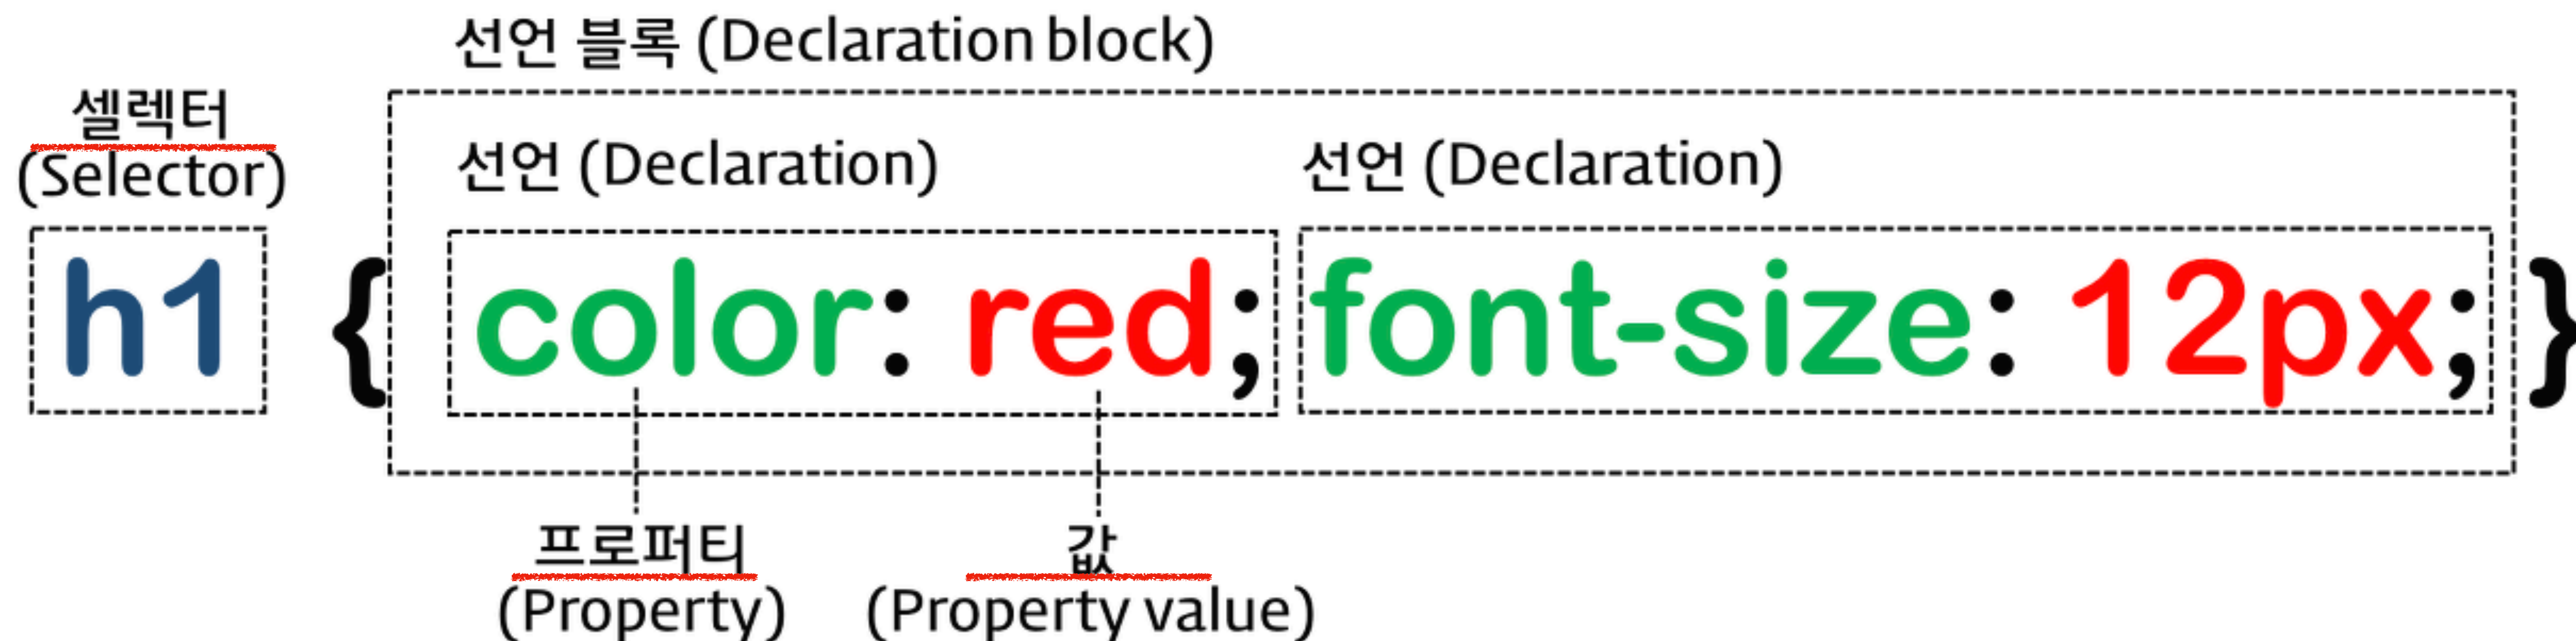 선언 블록 (Declaration block)
셀렉터
(Selector)
선언 (Declaration)
선언 (Declaration)
h1 { color: red; font-size: 12px; }
프로퍼티
(Property)
값
(Property value)